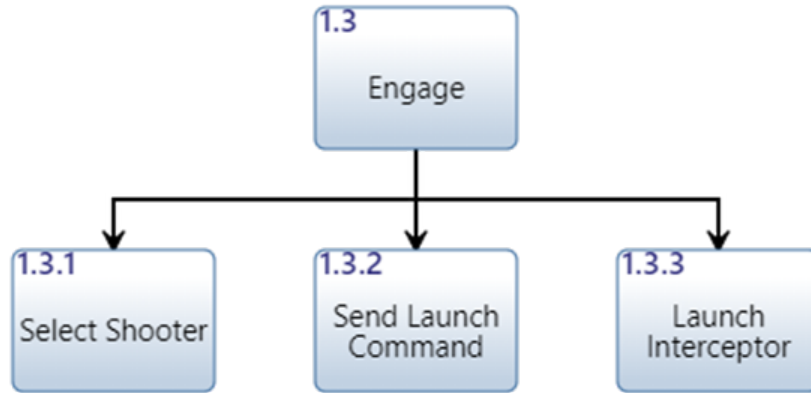 1.3
Engage
1.3.1
Select Shooter
1.3.2
Send Launch
Command
1.3.3
Launch
Interceptor